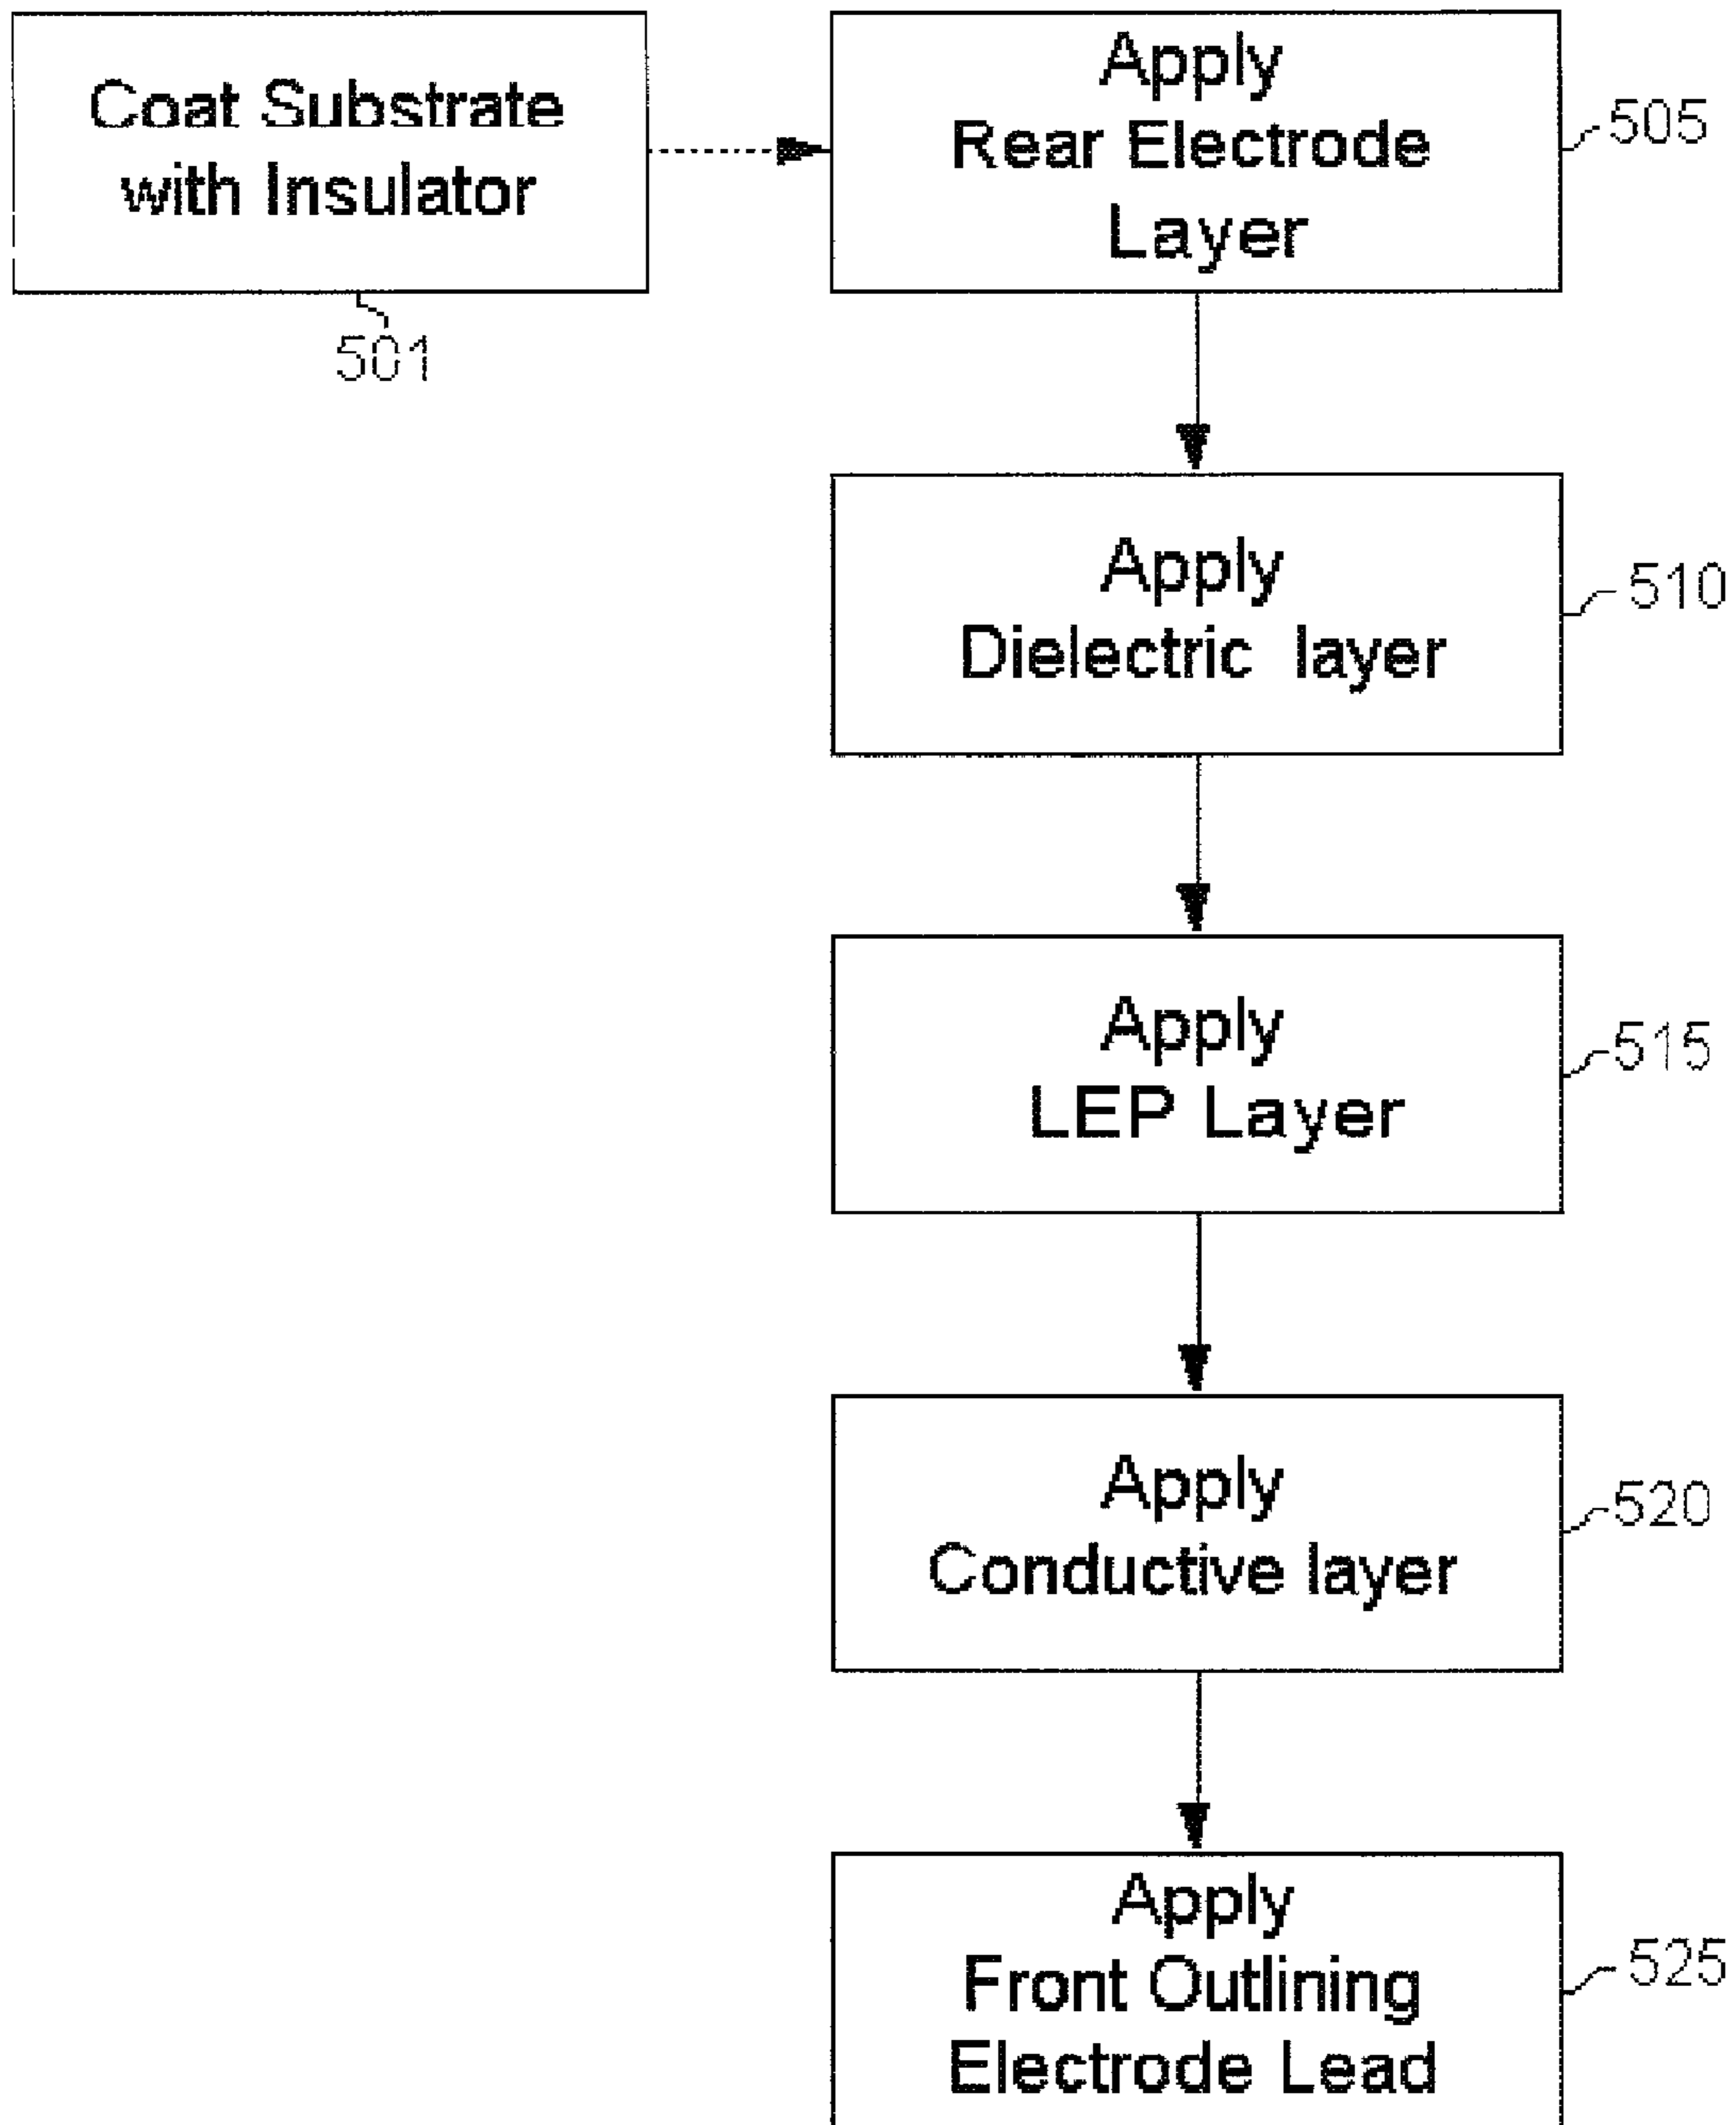 Coat Substrate
with Insulator
501
Apply
Rear Electrode
Layer
505
Apply
Dielectric layer
510
Apply
LEP Layer
515
Apply
Conductive layer
520
Apply
Front Outlining
Electrode Lead
525